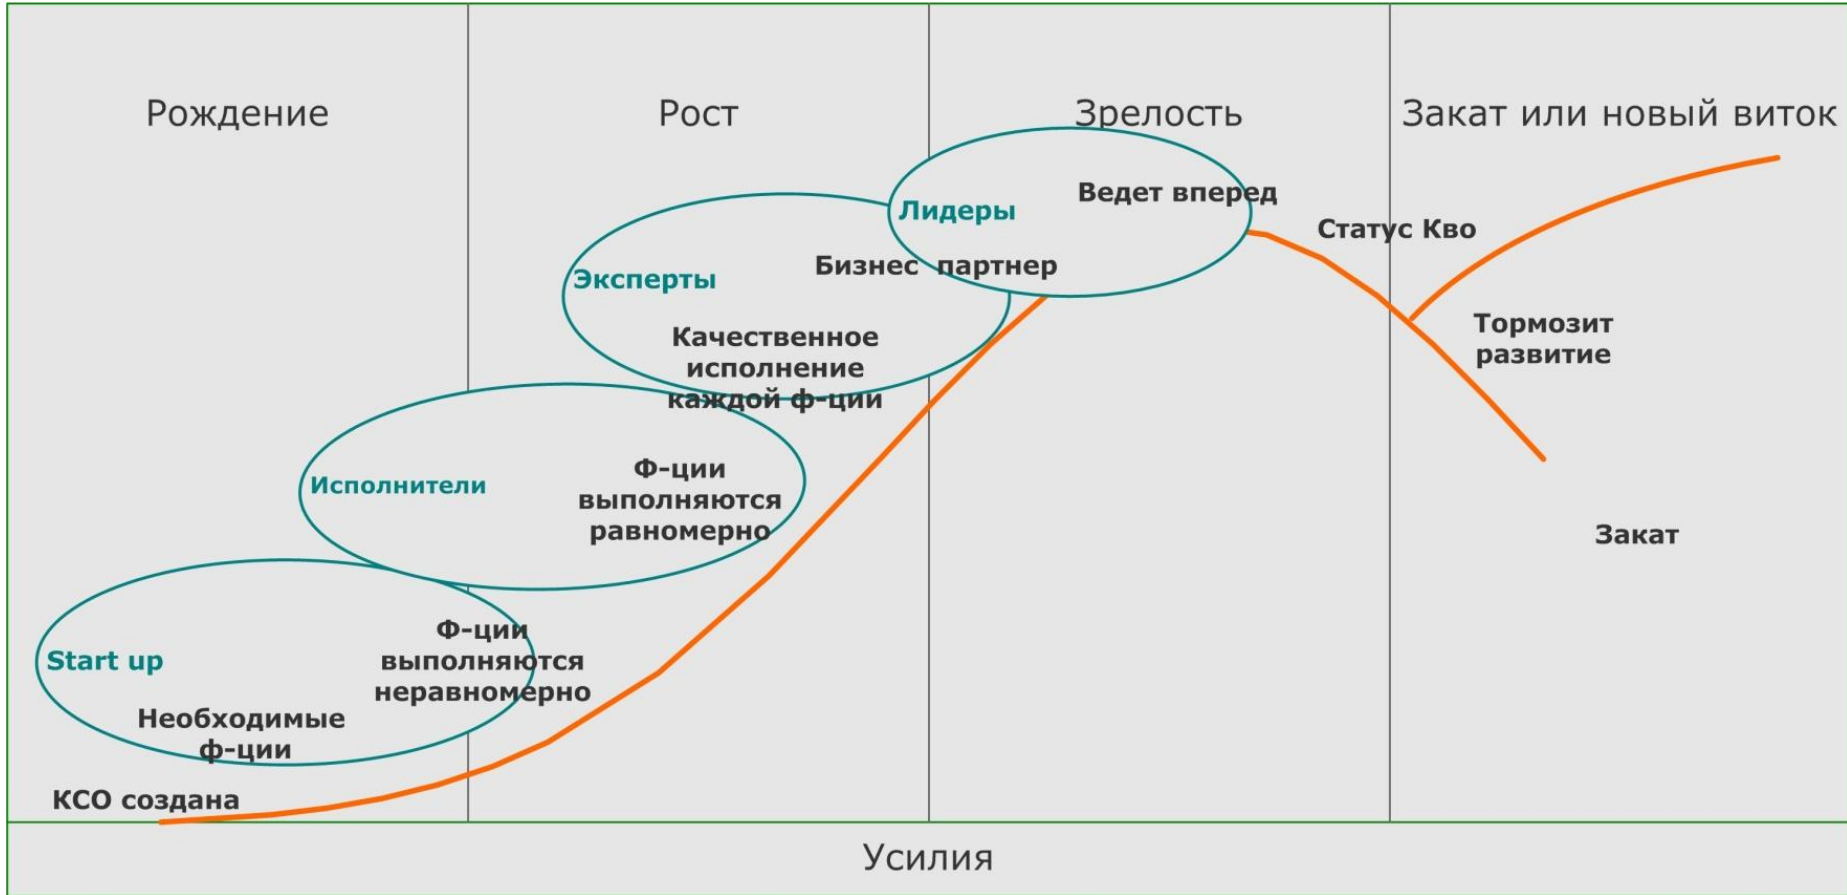 Рождение
Рост
Зрелость
Закат или новый виток
Ведет вперед
Лидеры
Статус Кво
Бизнес партнер
Эксперты
Качественное
исполнение
каждой ф-ции
Тормозит
развитие
Ф-ции
выполняются
равномерно
Исполнители
Закат
Ф-ции
выполняются
неравномерно
Start up
Необходимые
ф-ции
КСО создана
Усилия